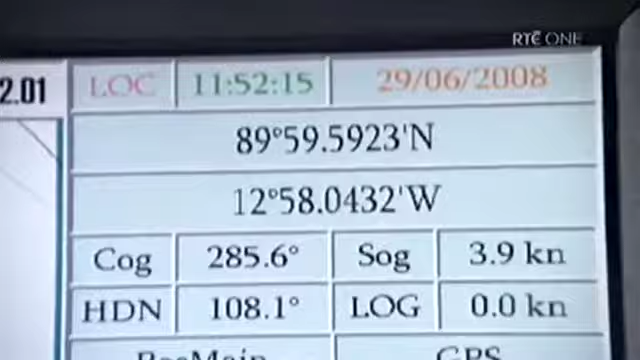 RTÉ ONE
2.01 LOC 11:52:15 29/06/2008
89°59.5923'N
12°58.0432'W
Cog 285.6° Sog 3.9 kn
HDN 108.1° LOG 0.0 kn
GPS